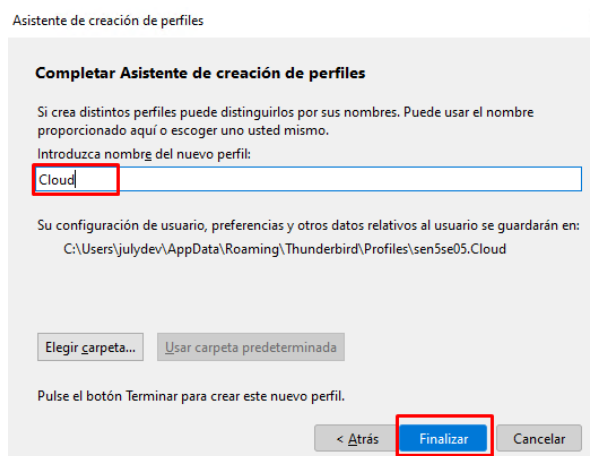 Asistente de creación de perfiles
Completar Asistente de creación de perfiles
Si crea distintos perfiles puede distinguirlos por sus nombres. Puede usar el nombre
proporcionado aquí o escoger uno usted mismo.
Introduzca nombre del nuevo perfil:
Cloud
Su configuración de usuario, preferencias y otros datos relativos al usuario se guardarán en:
C:\Users\julydev\AppData\Roaming\Thunderbird\Profiles\sen5se05.Cloud
Elegir carpeta... Usar carpeta predeterminada
Pulse el botón Terminar para crear este nuevo perfil.
< Atrás Finalizar Cancelar